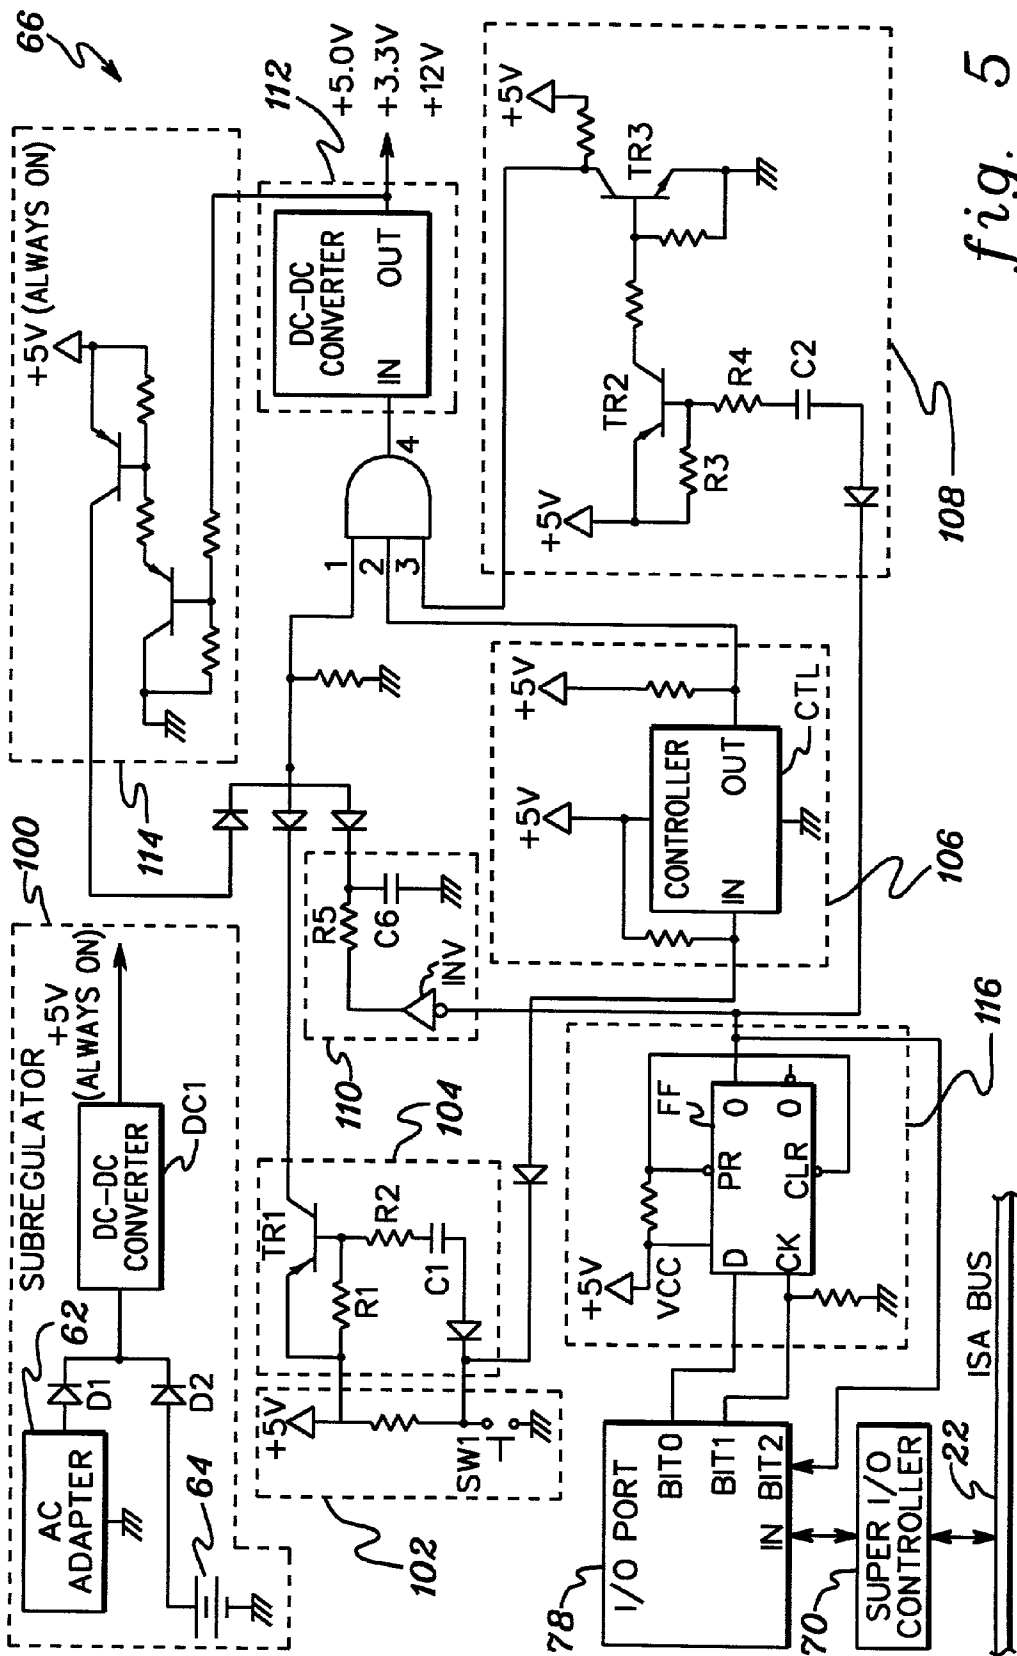 66
100
SUBREGULATOR
62
AC
ADAPTER
D1
D2
64
DC-DC
CONVERTER
DC1
+5V
(ALWAYS ON)
114
+5V (ALWAYS ON)
112
DC-DC
CONVERTER
IN
OUT
+5.0V
+3.3V
+12V
1
2
3
4
102
+5V
SW1
104
TR1
R1
R2
C1
110
R5
C6
INV
106
+5V
+5V
CONTROLLER
IN
OUT
CTL
108
+5V
TR2
R3
R4
C2
+5V
TR3
78
I/O PORT
BIT0
BIT1
BIT2
IN
70
SUPER I/O
CONTROLLER
22
ISA BUS
116
+5V
VCC
FF
D
PR
O
CK
CLR
O
fig. 5